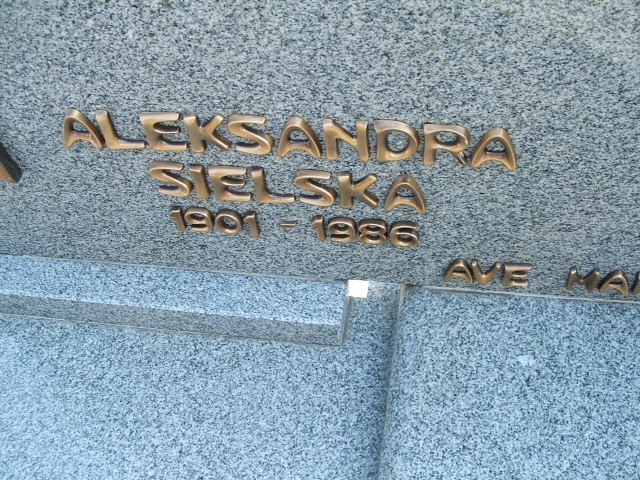 ALEKSANDRA
SIELSKA
1901 - 1986
AVE